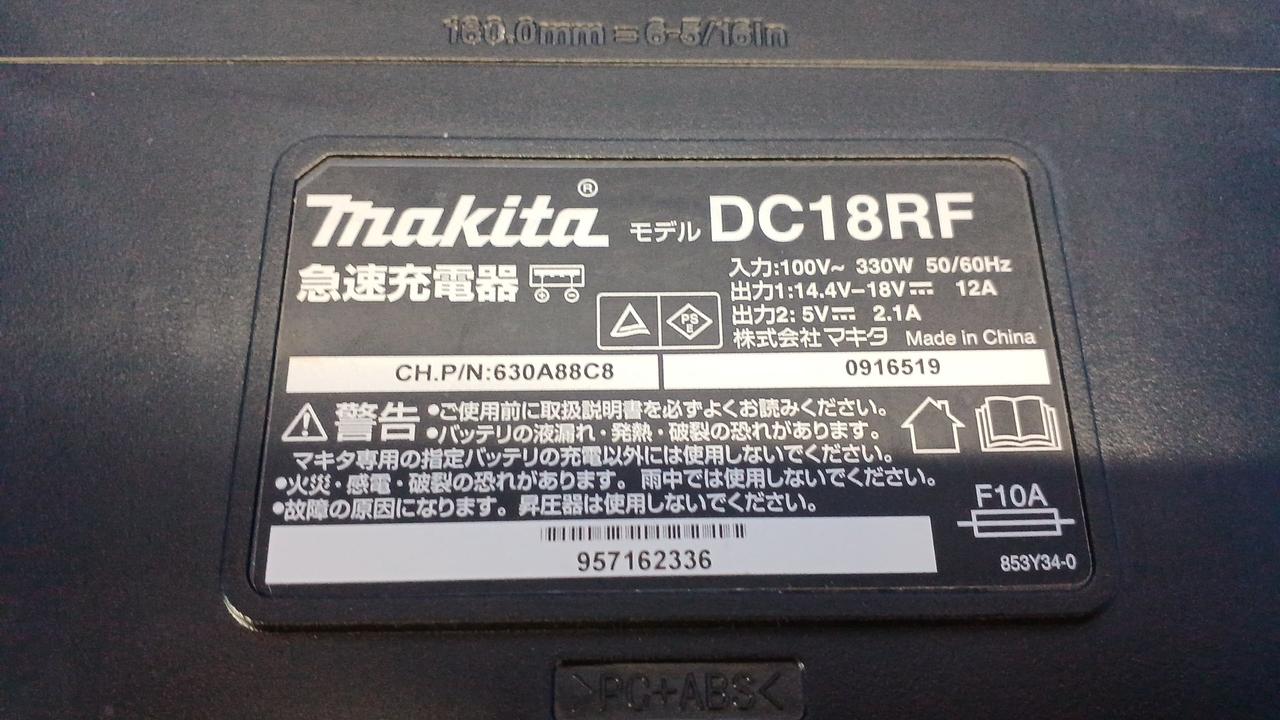 160.0mm = 6-5/16in
makita® モデル DC18RF
急速充電器
入力:100V~ 330W 50/60Hz
出力1:14.4V-18V⎓ 12A
出力2: 5V⎓ 2.1A
PS
E
株式会社マキタ Made in China
CH.P/N:630A88C8
0916519
⚠警告 •ご使用前に取扱説明書を必ずよくお読みください。
•バッテリの液漏れ・発熱・破裂の恐れがあります。
マキタ専用の指定バッテリの充電以外には使用しないでください。
•火災・感電・破裂の恐れがあります。雨中では使用しないでください。
•故障の原因になります。昇圧器は使用しないでください。
F10A
957162336
853Y34-0
>PC+ABS<